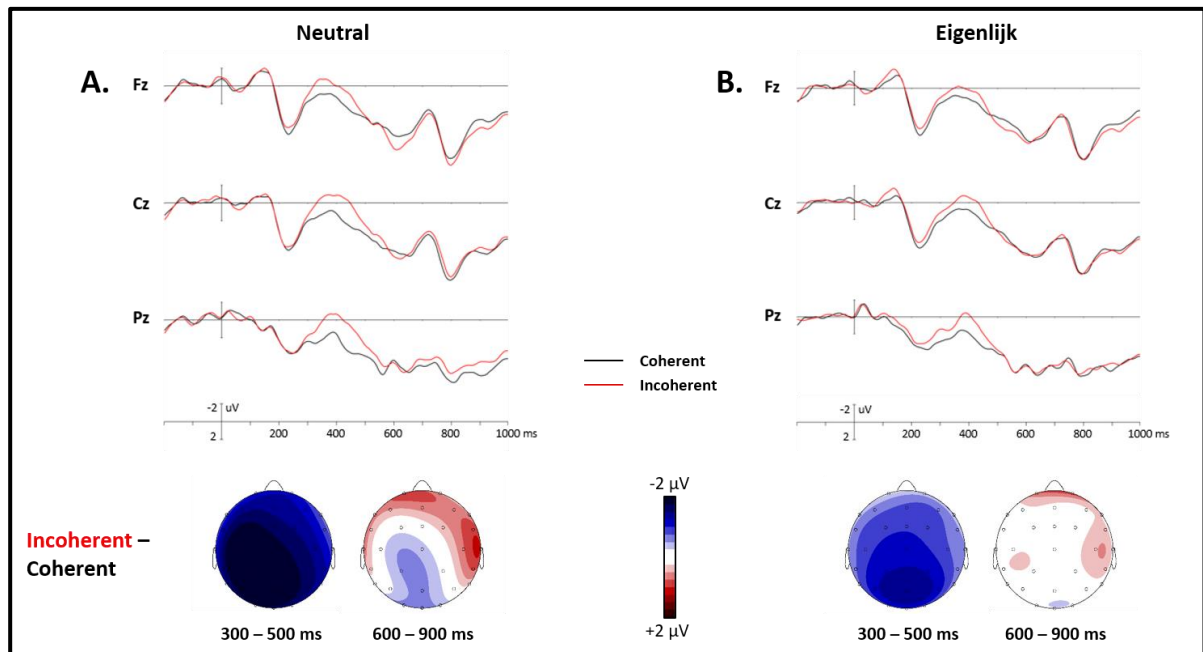 Neutral
A.
Fz
Cz
Pz
-2 uV
2
200 400 600 800 1000 ms
Eigenlijk
B.
Fz
Cz
Pz
-2 uV
2
200 400 600 800 1000 ms
Coherent
Incoherent
Incoherent –
Coherent
300 – 500 ms
600 – 900 ms
-2 µV
+2 µV
300 – 500 ms
600 – 900 ms